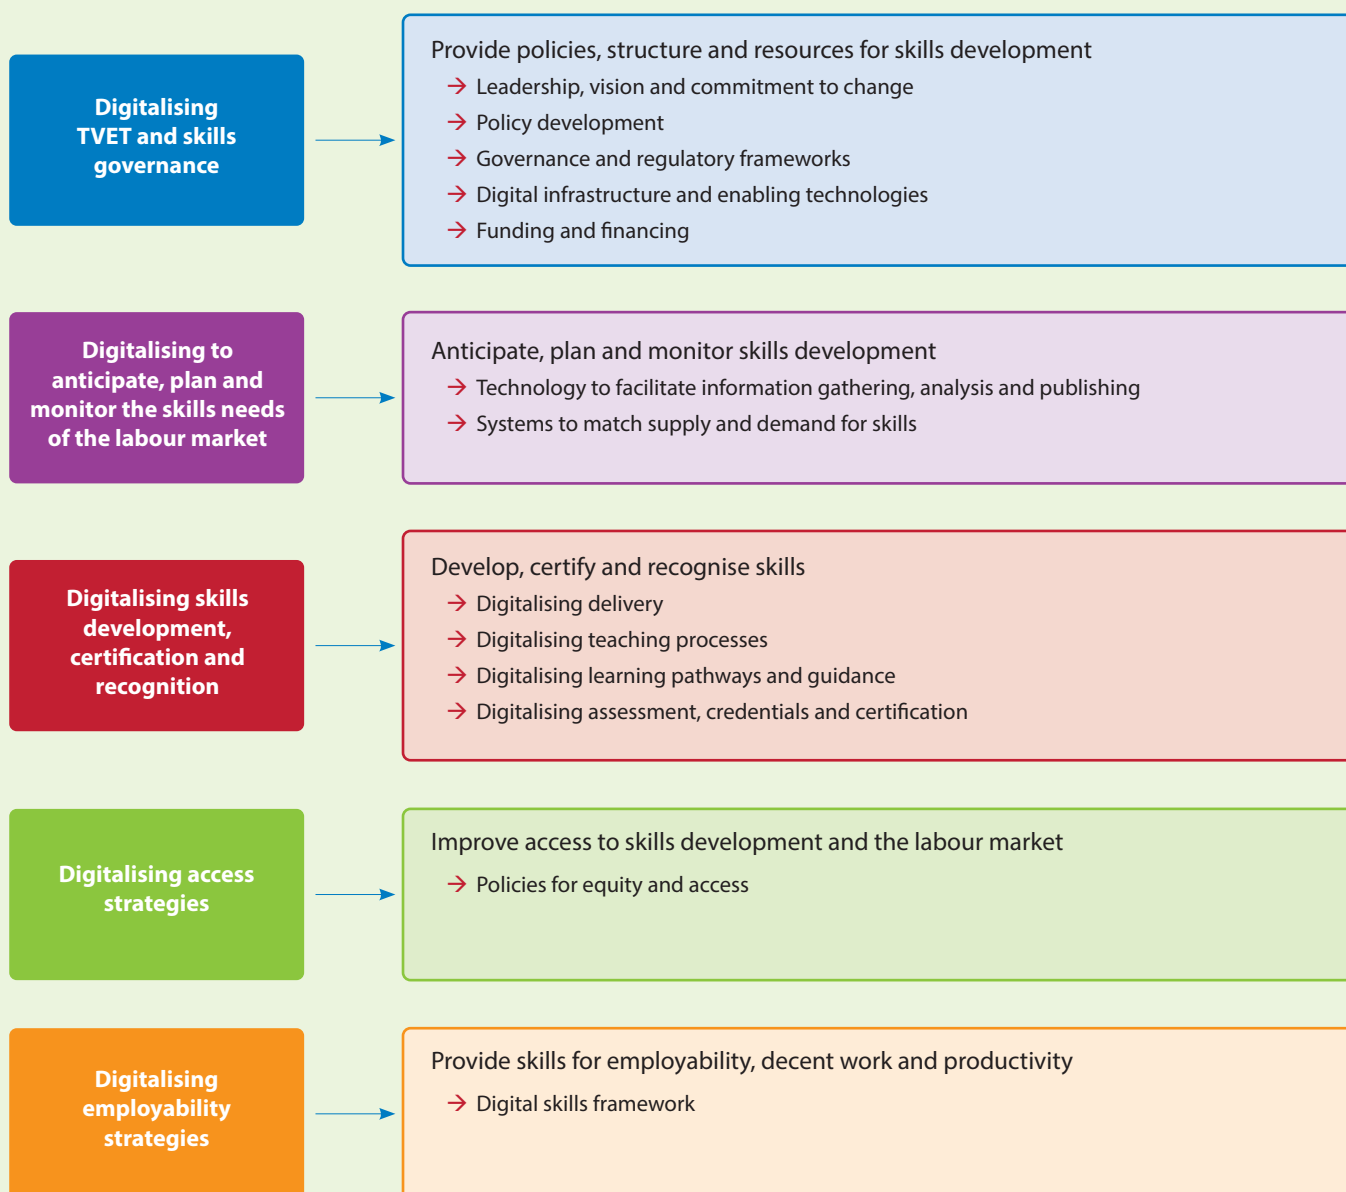 Digitalising
TVET and skills
governance
Provide policies, structure and resources for skills development
→ Leadership, vision and commitment to change
→ Policy development
→ Governance and regulatory frameworks
→ Digital infrastructure and enabling technologies
→ Funding and financing
Digitalising to
anticipate, plan and
monitor the skills needs
of the labour market
Anticipate, plan and monitor skills development
→ Technology to facilitate information gathering, analysis and publishing
→ Systems to match supply and demand for skills
Digitalising skills
development,
certification and
recognition
Develop, certify and recognise skills
→ Digitalising delivery
→ Digitalising teaching processes
→ Digitalising learning pathways and guidance
→ Digitalising assessment, credentials and certification
Digitalising access
strategies
Improve access to skills development and the labour market
→ Policies for equity and access
Digitalising
employability
strategies
Provide skills for employability, decent work and productivity
→ Digital skills framework